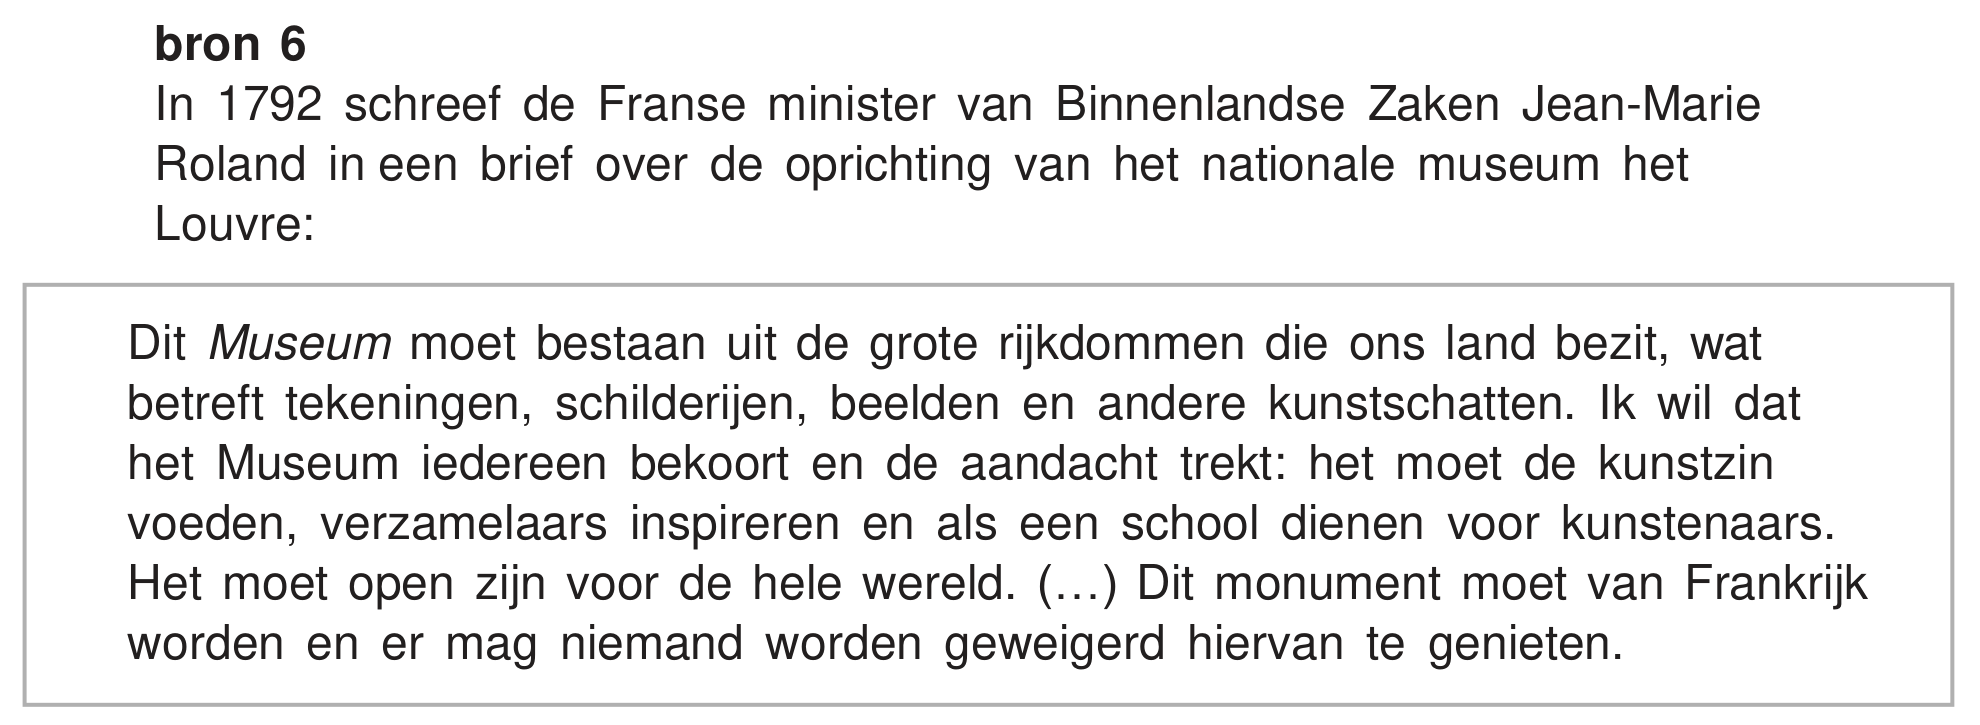 bron 6
In 1792 schreef de Franse minister van Binnenlandse Zaken Jean-Marie
Roland in een brief over de oprichting van het nationale museum het
Louvre:
Dit Museum moet bestaan uit de grote rijkdommen die ons land bezit, wat
betreft tekeningen, schilderijen, beelden en andere kunstschatten. Ik wil dat
het Museum iedereen bekoort en de aandacht trekt: het moet de kunstzin
voeden, verzamelaars inspireren en als een school dienen voor kunstenaars.
Het moet open zijn voor de hele wereld. (…) Dit monument moet van Frankrijk
worden en er mag niemand worden geweigerd hiervan te genieten.